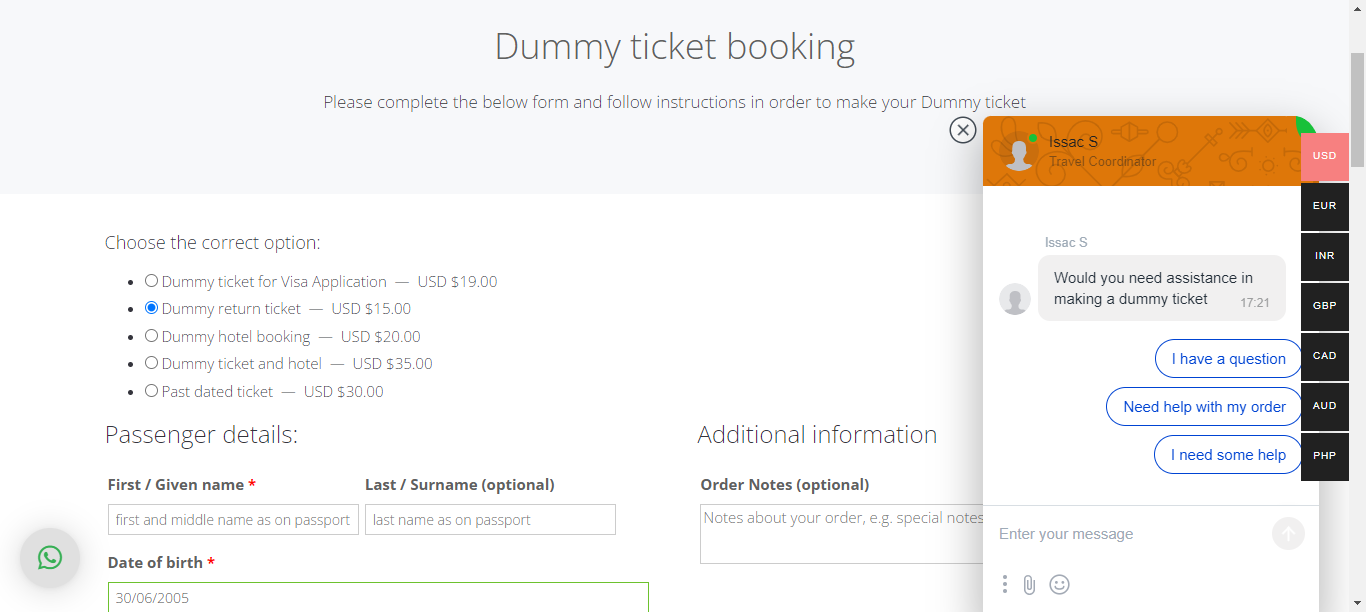 Dummy ticket booking
Please complete the below form and follow instructions in order to make your Dummy ticket
Choose the correct option:
Dummy ticket for Visa Application — USD $19.00
Dummy return ticket — USD $15.00
Dummy hotel booking — USD $20.00
Dummy ticket and hotel — USD $35.00
Past dated ticket — USD $30.00
Passenger details:
First / Given name *
Last / Surname (optional)
first and middle name as on passport
last name as on passport
Date of birth *
30/06/2005
Additional information
Order Notes (optional)
Notes about your order, e.g. special notes
Issac S
Travel Coordinator
Issac S
Would you need assistance in
making a dummy ticket
17:21
I have a question
Need help with my order
I need some help
Enter your message
USD
EUR
INR
GBP
CAD
AUD
PHP